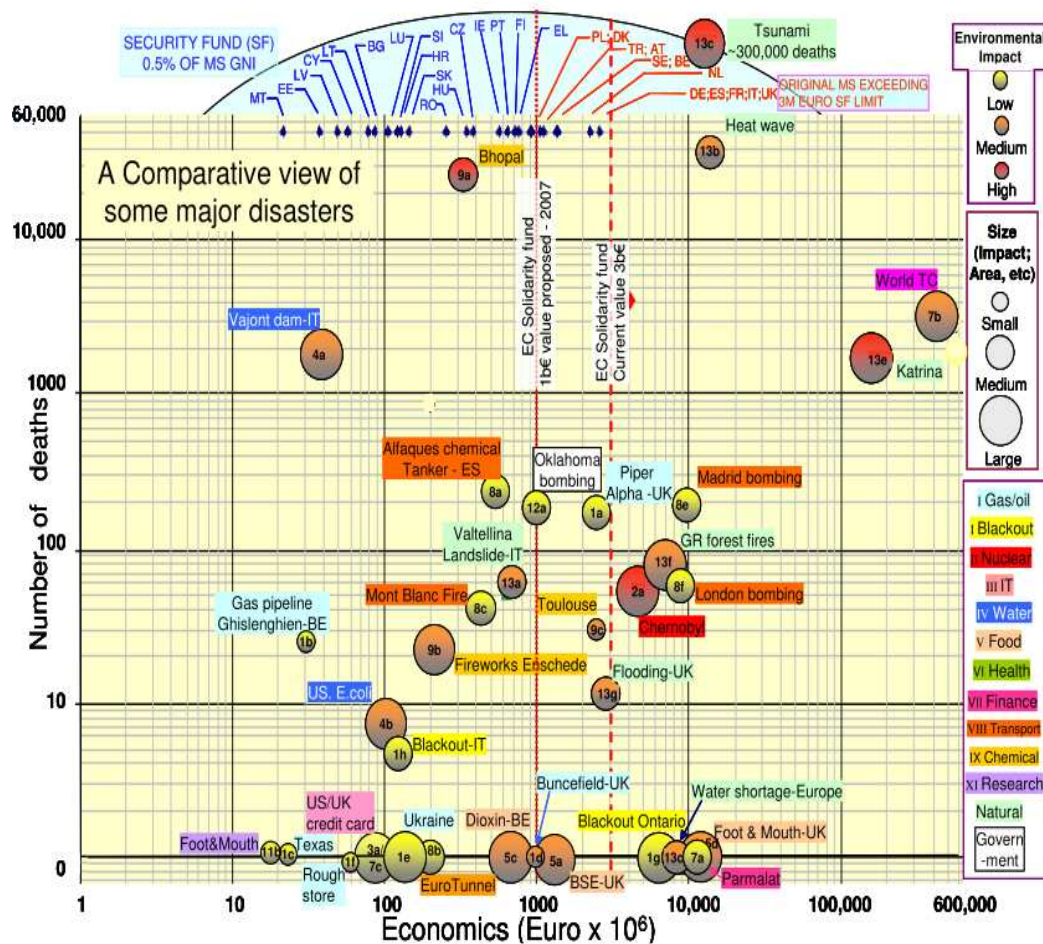 SECURITY FUND (SF)
0.5% OF MS GNI
MT
EE
LV
CY
LT
BG
LU
SI
HR
SK
HU
RO
CZ
IE
PT
FI
EL
PL; DK
TR; AT
SE; BE
NL
DE;ES;FR;IT;UK
ORIGINAL MS EXCEEDING
3M EURO SF LIMIT
Tsunami
~300,000 deaths
13c
Environmental
Impact
Low
Medium
High
Size
(Impact;
Area, etc)
Small
Medium
Large
I Gas/oil
I Blackout
II Nuclear
III IT
IV Water
V Food
VI Health
VII Finance
VIII Transport
IX Chemical
XI Research
Natural
Govern
-ment
A Comparative view of
some major disasters
Bhopal
9a
Heat wave
13b
EC Solidarity fund
1b€ value proposed - 2007
EC Solidarity fund
Current value 3b€
World TC
7b
13e
Katrina
Vajont dam-IT
4a
Alfaques chemical
Tanker - ES
8a
Oklahoma
bombing
12a
Piper
Alpha -UK
1a
Madrid bombing
8e
Valtellina
Landslide-IT
13a
GR forest fires
13f
2a
8f
London bombing
Chernobyl
Mont Blanc Fire
8c
Toulouse
9c
Gas pipeline
Ghislenghien-BE
1b
9b
Fireworks Enschede
Flooding-UK
13g
US. E.coli
4b
Blackout-IT
1h
Buncefield-UK
Water shortage-Europe
US/UK
credit card
Ukraine
Dioxin-BE
Blackout Ontario
Foot & Mouth-UK
Foot&Mouth
11b
1c
Texas
1f
Rough
store
3a/
7c
1e
8b
EuroTunnel
5c
1d
5a
BSE-UK
1g
13d
7a
5d
Parmalat
Number of deaths
60,000
10,000
1000
100
10
0
1
10
100
1000
10,000
100,000
600,000
Economics (Euro x 10⁶)